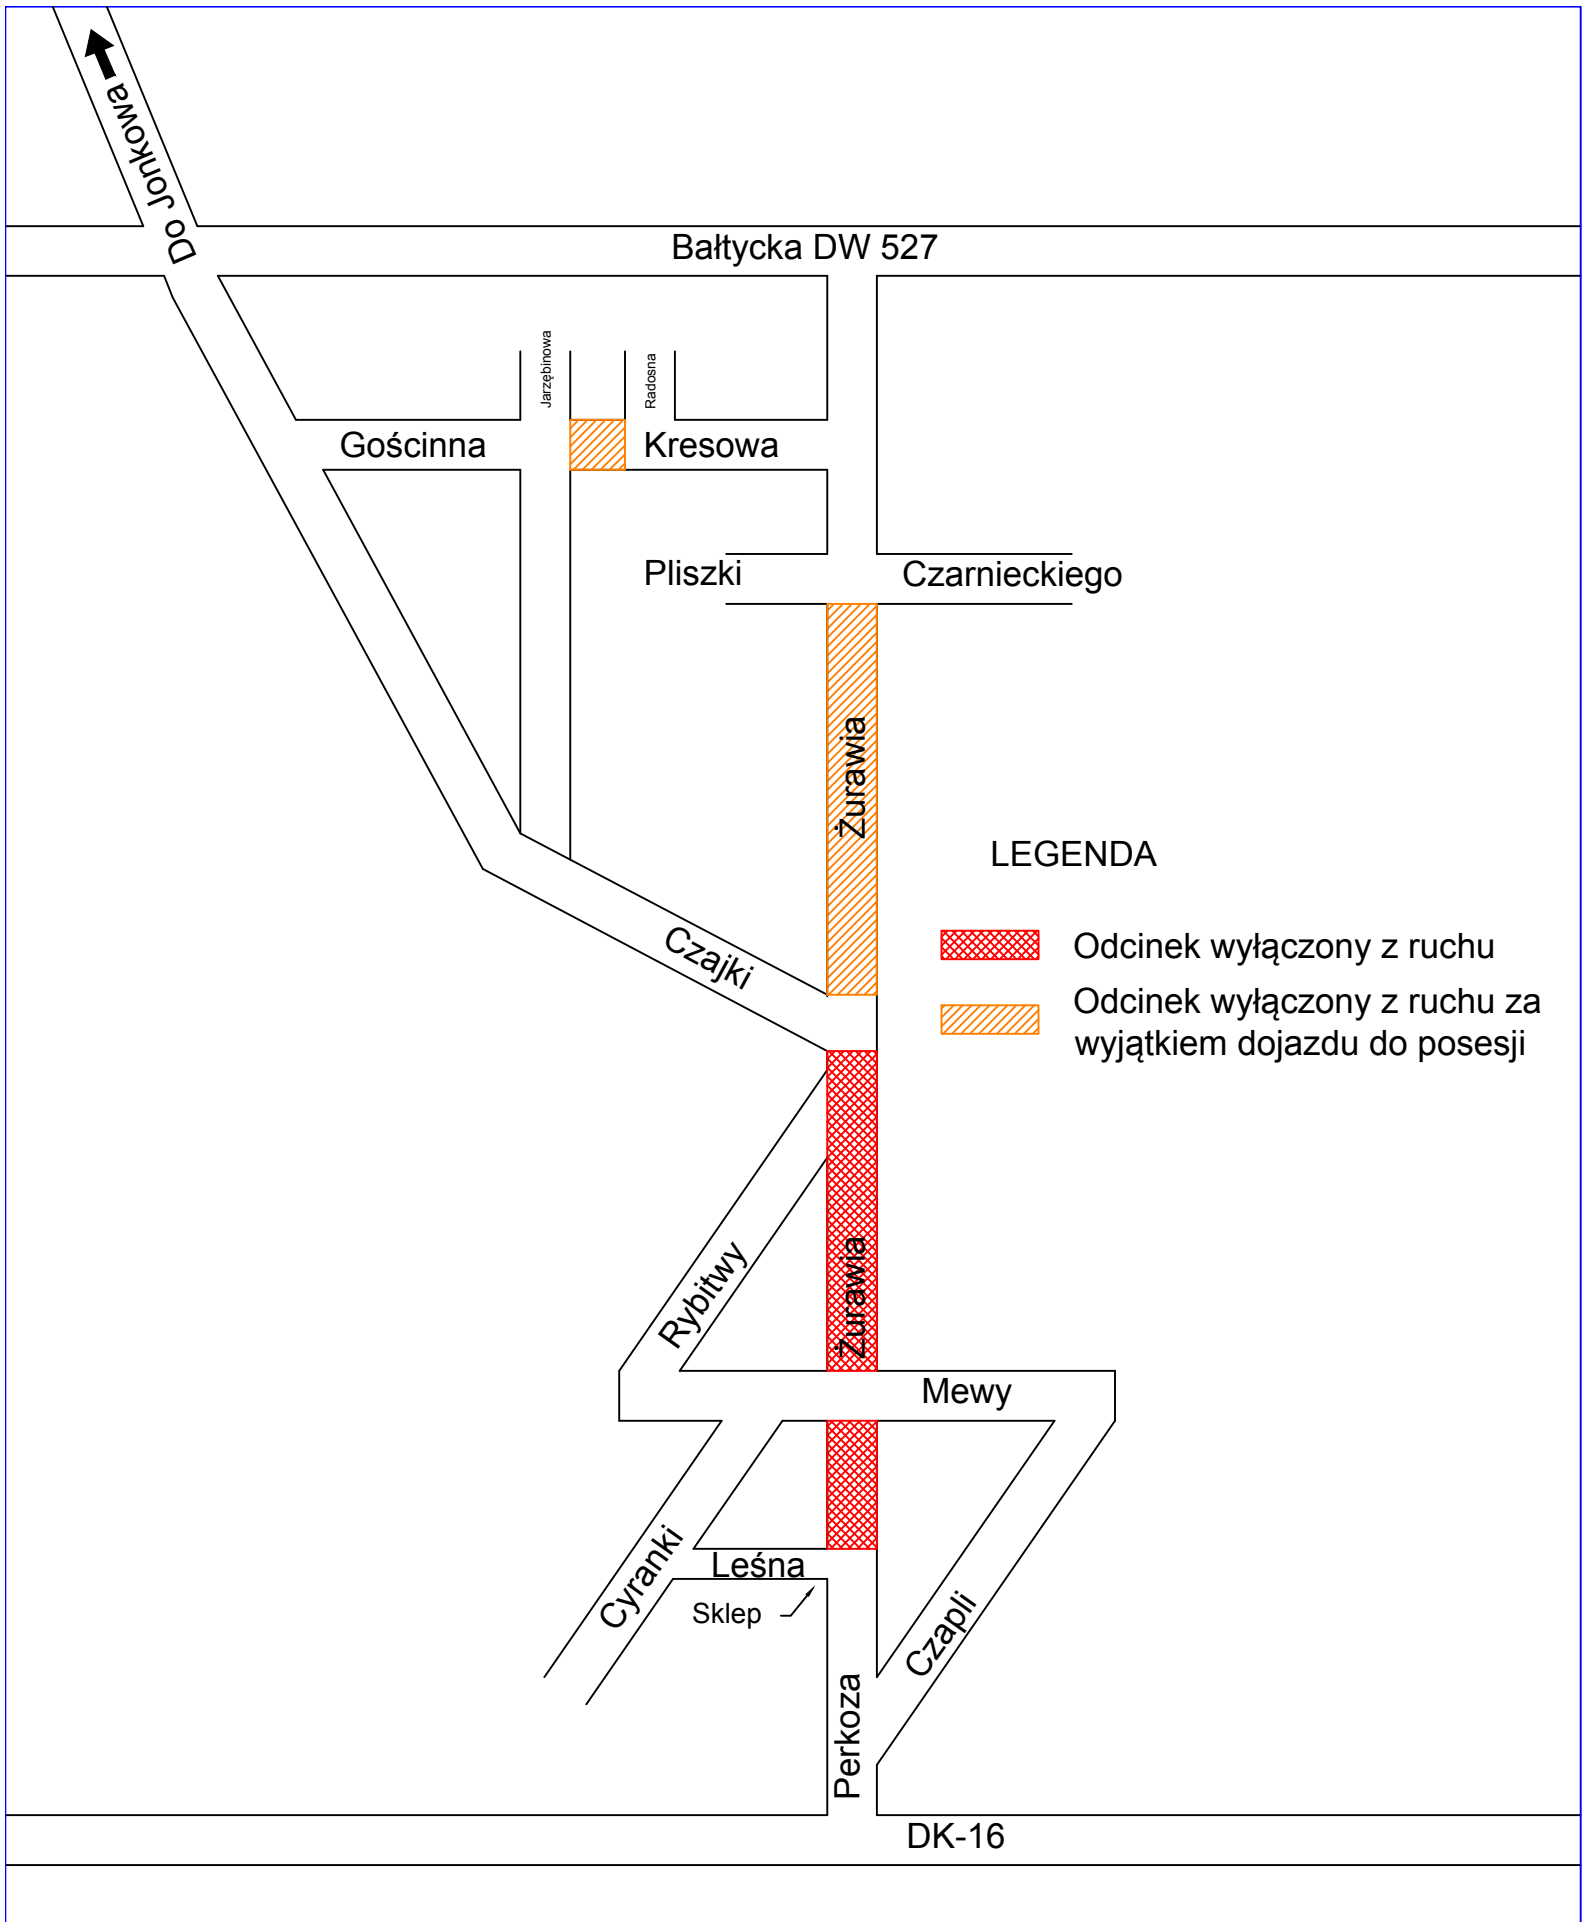 Do Jonkowa
Bałtycka DW 527
Jarzębinowa
Radosna
Gościnna
Kresowa
Pliszki
Czarnieckiego
Żurawia
LEGENDA
Czajki
Odcinek wyłączony z ruchu
Odcinek wyłączony z ruchu za
wyjątkiem dojazdu do posesji
Rybitwy
Żurawia
Mewy
Cyranki
Leśna
Sklep
Czapli
Perkoza
DK-16